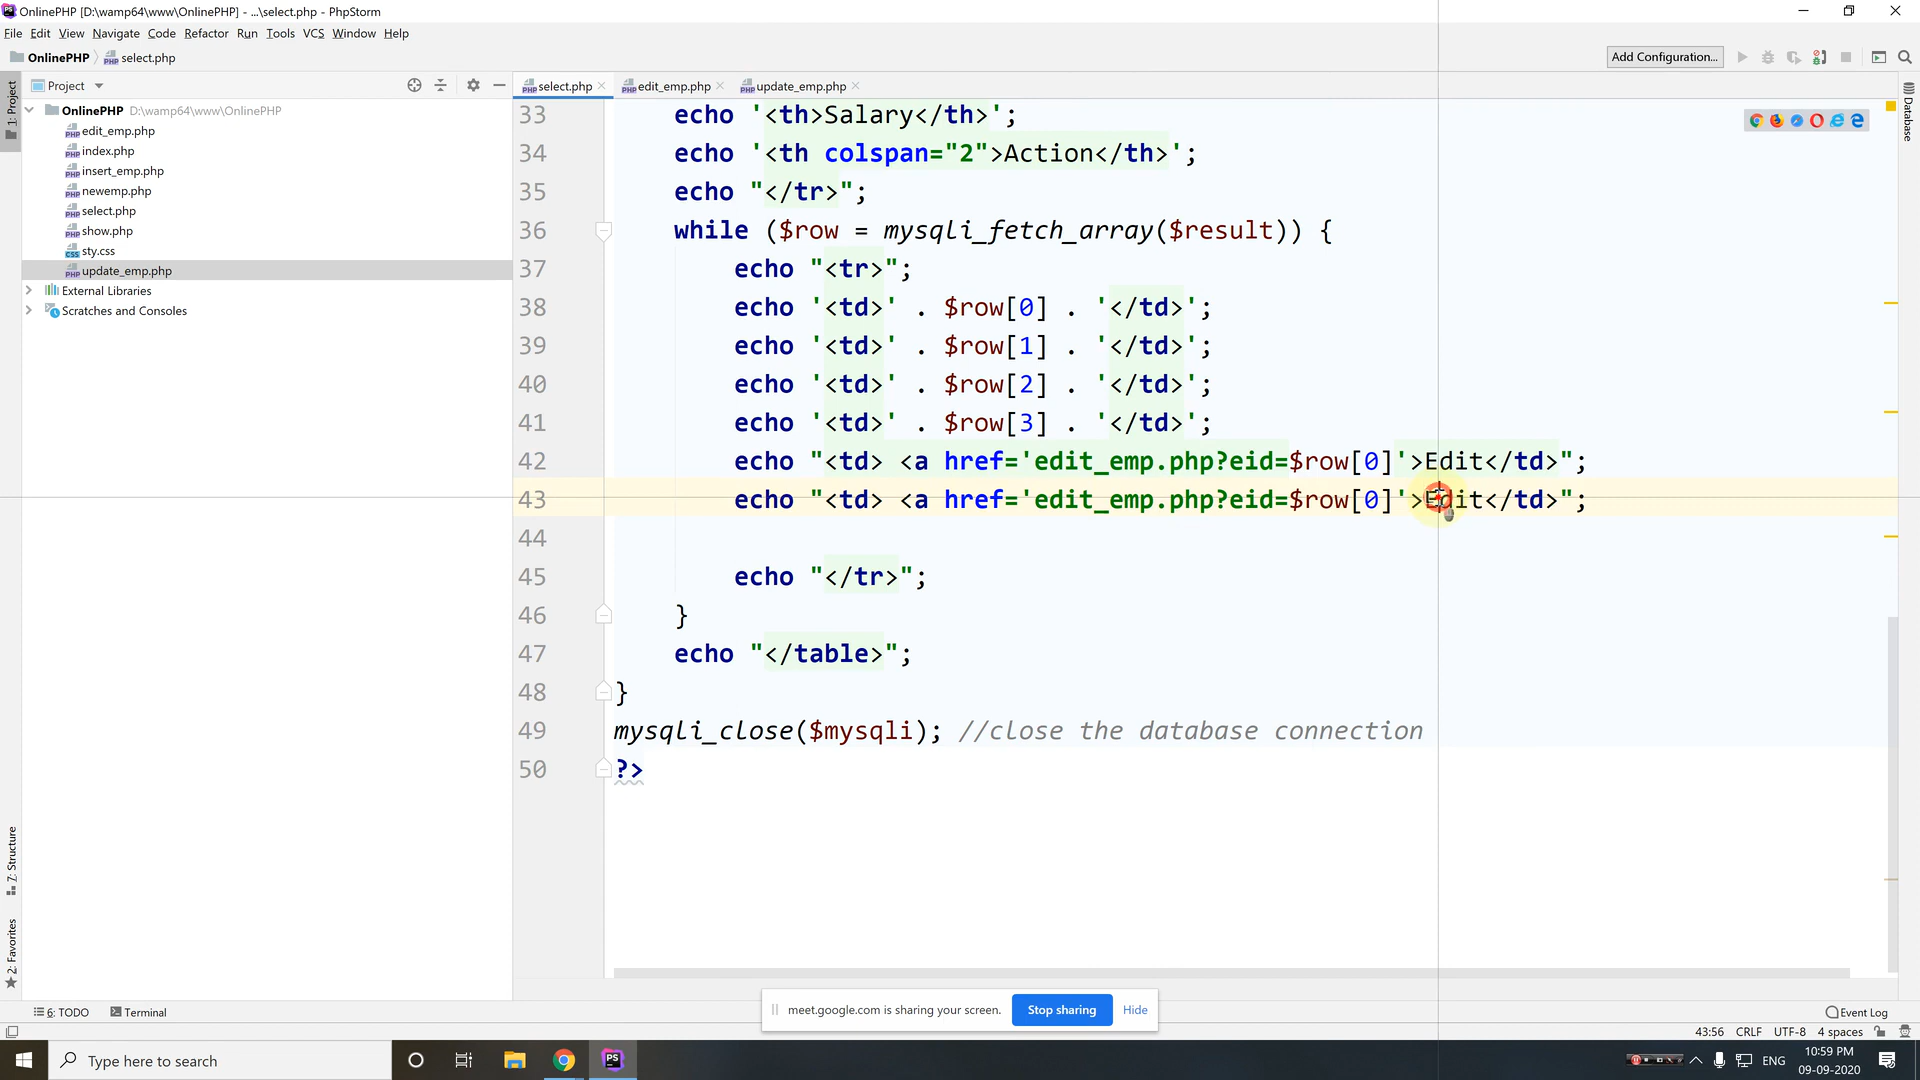 OnlinePHP [D:\wamp64\www\OnlinePHP] - ...\select.php - PhpStorm
File Edit View Navigate Code Refactor Run Tools VCS Window Help
OnlinePHP select.php Add Configuration...
Project select.php edit_emp.php update_emp.php
1: Project
OnlinePHP D:\wamp64\www\OnlinePHP
edit_emp.php
index.php
insert_emp.php
newemp.php
select.php
show.php
sty.css
update_emp.php
External Libraries
Scratches and Consoles
33 echo '<th>Salary</th>';
34 echo '<th colspan="2">Action</th>';
35 echo "</tr>";
36 while ($row = mysqli_fetch_array($result)) {
37 echo "<tr>";
38 echo '<td>' . $row[0] . '</td>';
39 echo '<td>' . $row[1] . '</td>';
40 echo '<td>' . $row[2] . '</td>';
41 echo '<td>' . $row[3] . '</td>';
42 echo "<td> <a href='edit_emp.php?eid=$row[0]'>Edit</td>";
43 echo "<td> <a href='edit_emp.php?eid=$row[0]'>Edit</td>";
44
45 echo "</tr>";
46 }
47 echo "</table>";
48 }
49 mysqli_close($mysqli); //close the database connection
50 ?>
Database
7: Structure
2: Favorites
meet.google.com is sharing your screen. Stop sharing Hide
6: TODO Terminal Event Log
43:56 CRLF UTF-8 4 spaces
Type here to search
ENG 10:59 PM
09-09-2020